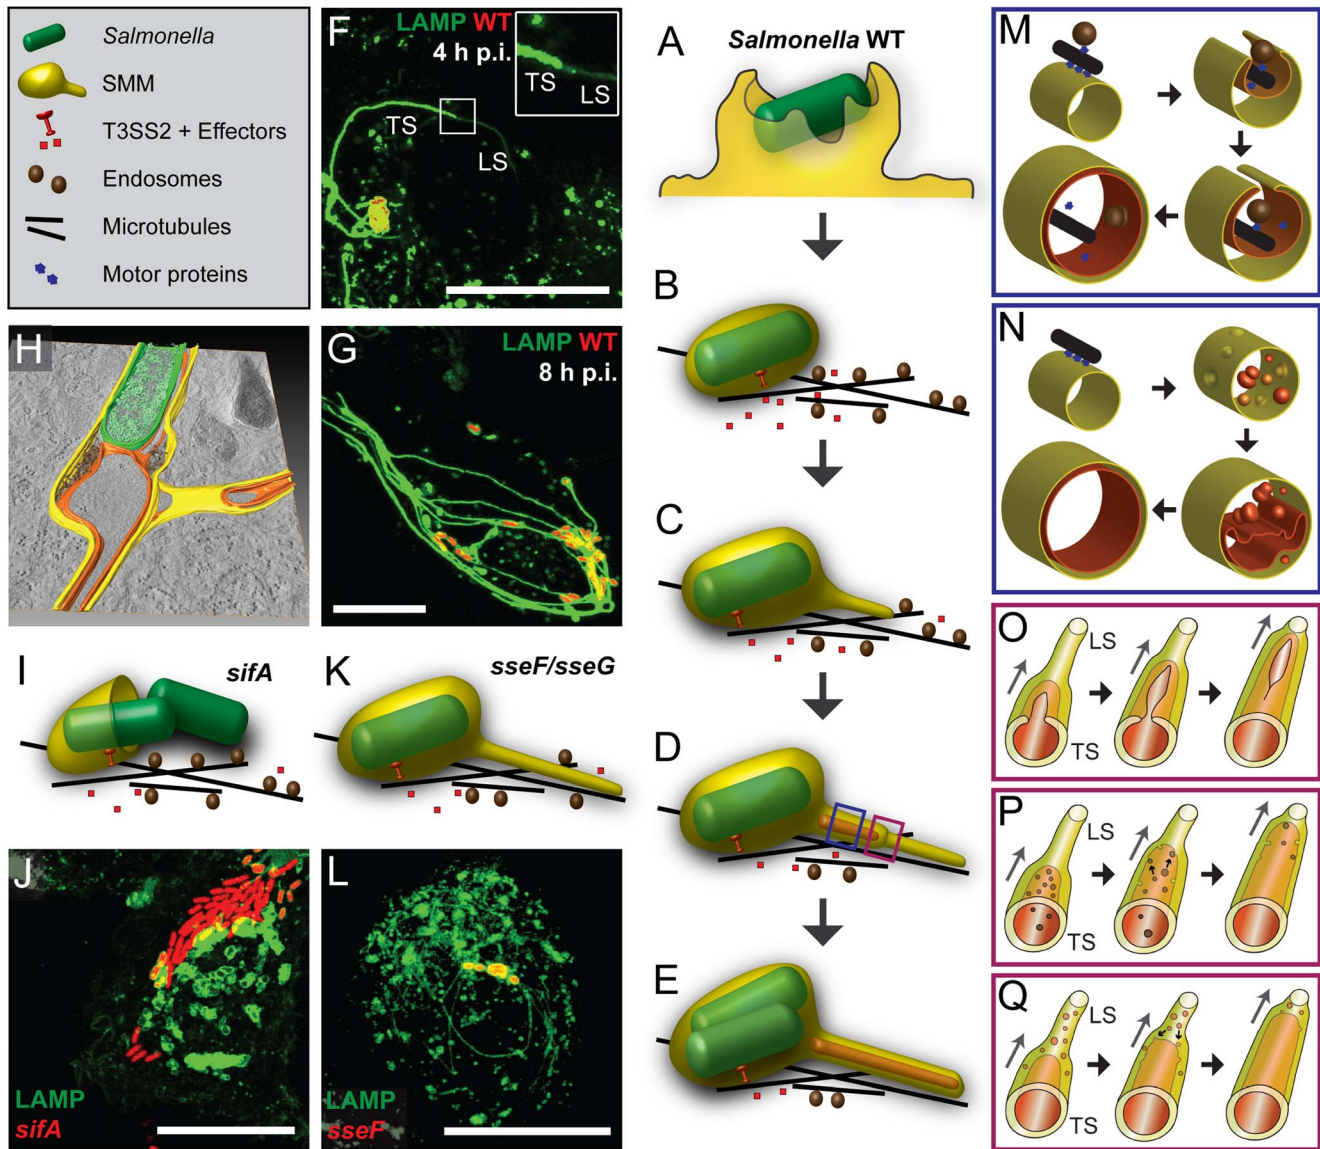 Salmonella
SMM
T3SS2 + Effectors
Endosomes
Microtubules
Motor proteins
F
LAMP WT
4 h p.i.
TS
LS
TS
LS
A
Salmonella WT
M
B
N
H
G
LAMP WT
8 h p.i.
C
I
sifA
K
sseF/sseG
O
LS
TS
D
P
LS
TS
J
LAMP
sifA
L
LAMP
sseF
E
Q
LS
TS